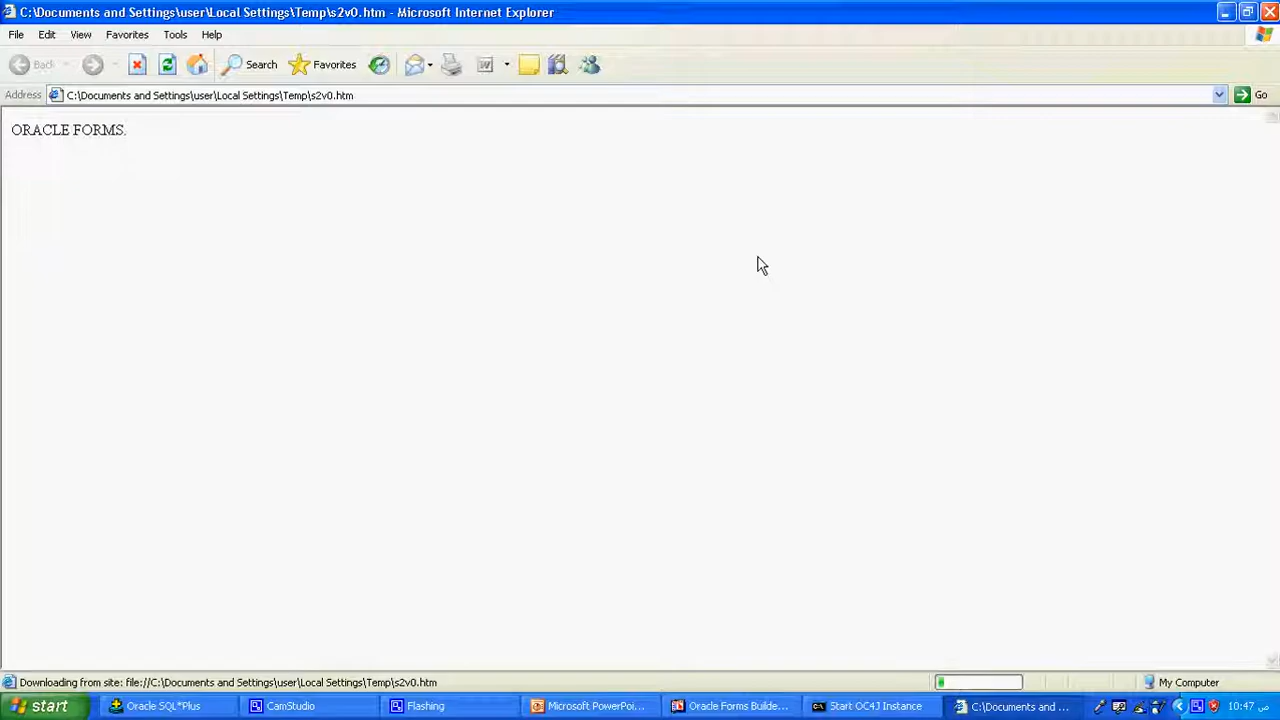 C:\Documents and Settings\user\Local Settings\Temp\s2v0.htm - Microsoft Internet Explorer
File Edit View Favorites Tools Help
Back Search Favorites
Address C:\Documents and Settings\user\Local Settings\Temp\s2v0.htm Go
ORACLE FORMS.
Downloading from site: file://C:\Documents and Settings\user\Local Settings\Temp\s2v0.htm My Computer
start Oracle SQL*Plus CamStudio Flashing Microsoft PowerPoi... Oracle Forms Builde... Start OC4J Instance C:\Documents and ... 10:47 ص